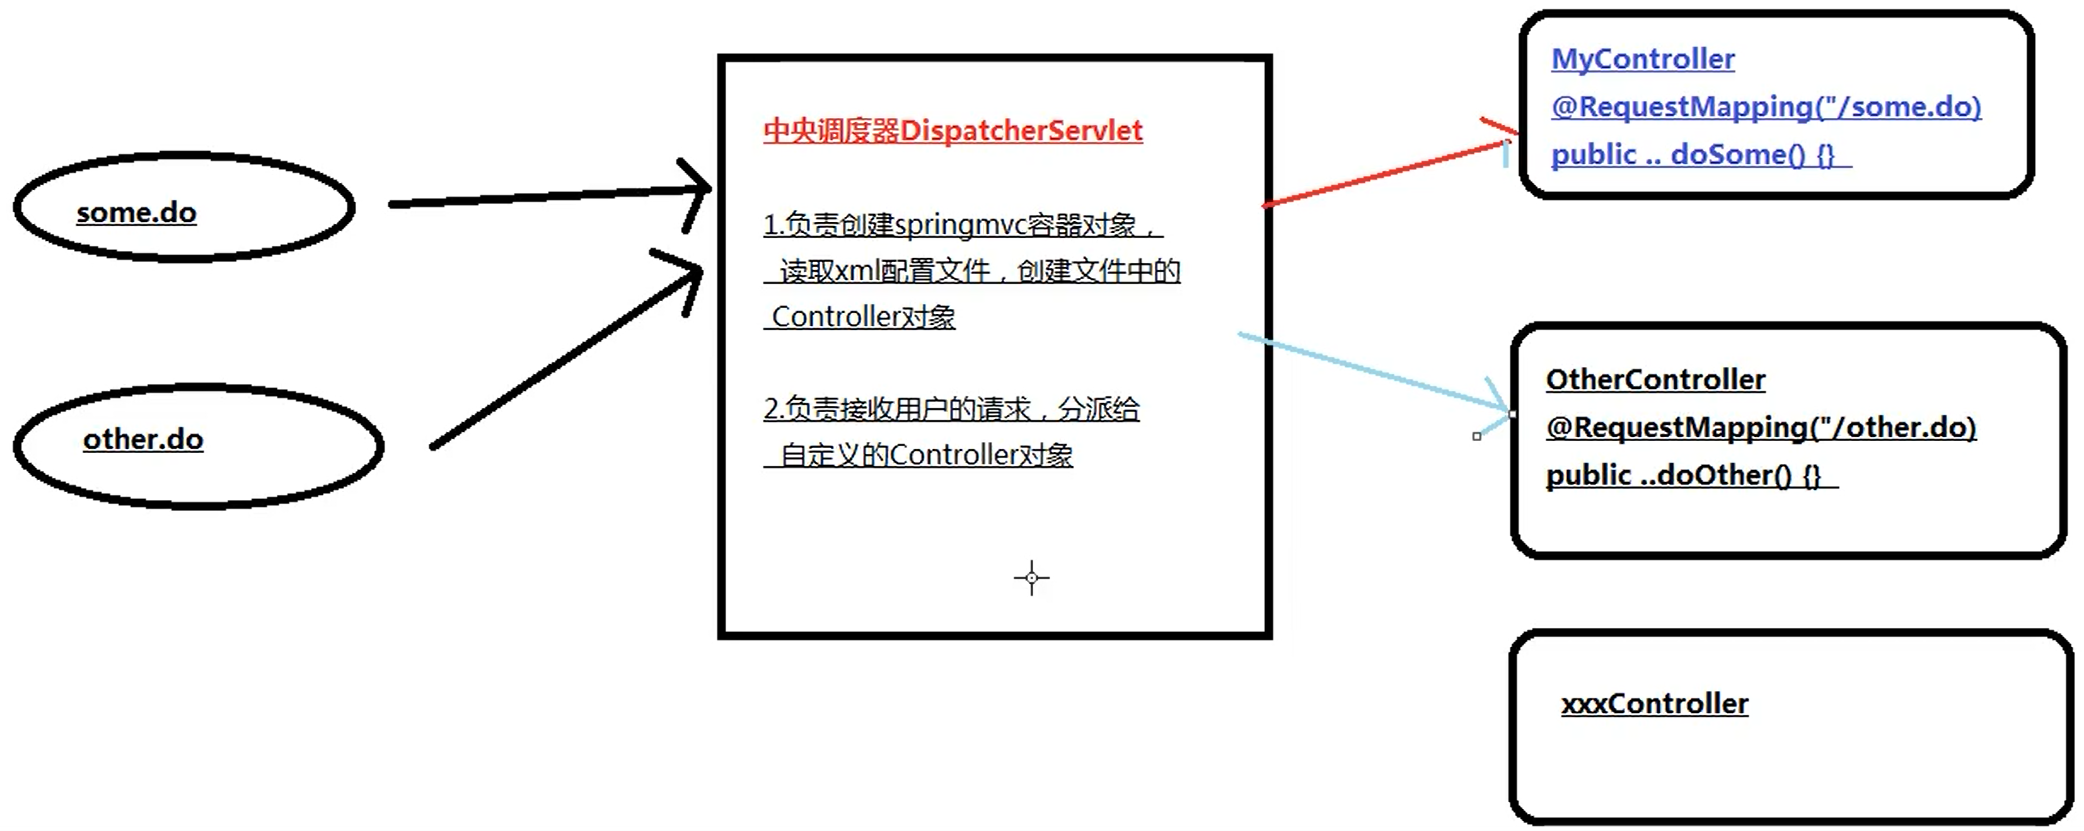 some.do
other.do
中央调度器DispatcherServlet
1.负责创建springmvc容器对象，
读取xml配置文件，创建文件中的
Controller对象
2.负责接收用户的请求，分派给
自定义的Controller对象
MyController
@RequestMapping("/some.do)
public .. doSome() {}
OtherController
@RequestMapping("/other.do)
public ..doOther() {}
xxxController